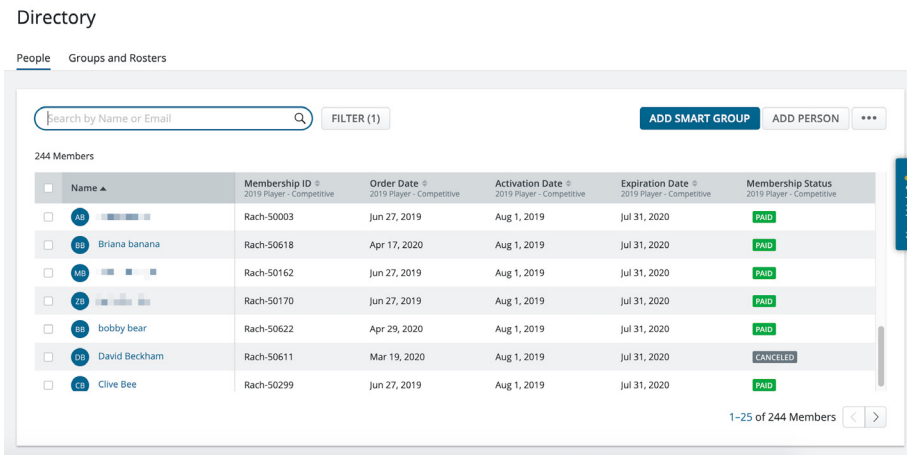 Directory
People Groups and Rosters
Search by Name or Email FILTER (1) ADD SMART GROUP ADD PERSON •••
244 Members
Name Membership ID Order Date Activation Date Expiration Date Membership Status
2019 Player - Competitive 2019 Player - Competitive 2019 Player - Competitive 2019 Player - Competitive 2019 Player - Competitive
AB Rach-50003 Jun 27, 2019 Aug 1, 2019 Jul 31, 2020 PAID
BB Briana banana Rach-50618 Apr 17, 2020 Aug 1, 2019 Jul 31, 2020 PAID
MB Rach-50162 Jun 27, 2019 Aug 1, 2019 Jul 31, 2020 PAID
ZB Rach-50170 Jun 27, 2019 Aug 1, 2019 Jul 31, 2020 PAID
BB bobby bear Rach-50622 Apr 29, 2020 Aug 1, 2019 Jul 31, 2020 PAID
DB David Beckham Rach-50611 Mar 19, 2020 Aug 1, 2019 Jul 31, 2020 CANCELED
CB Clive Bee Rach-50299 Jun 27, 2019 Aug 1, 2019 Jul 31, 2020 PAID
1–25 of 244 Members